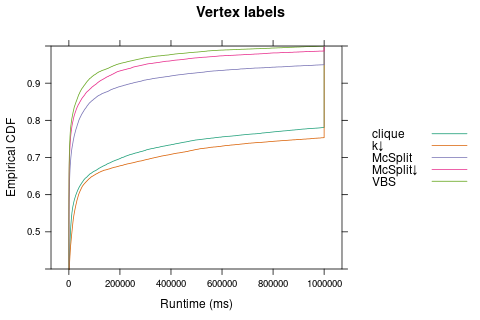 Vertex labels
Empirical CDF
0.9
0.8
0.7
0.6
0.5
0
200000
400000
600000
800000
1000000
Runtime (ms)
clique
k↓
McSplit
McSplit↓
VBS